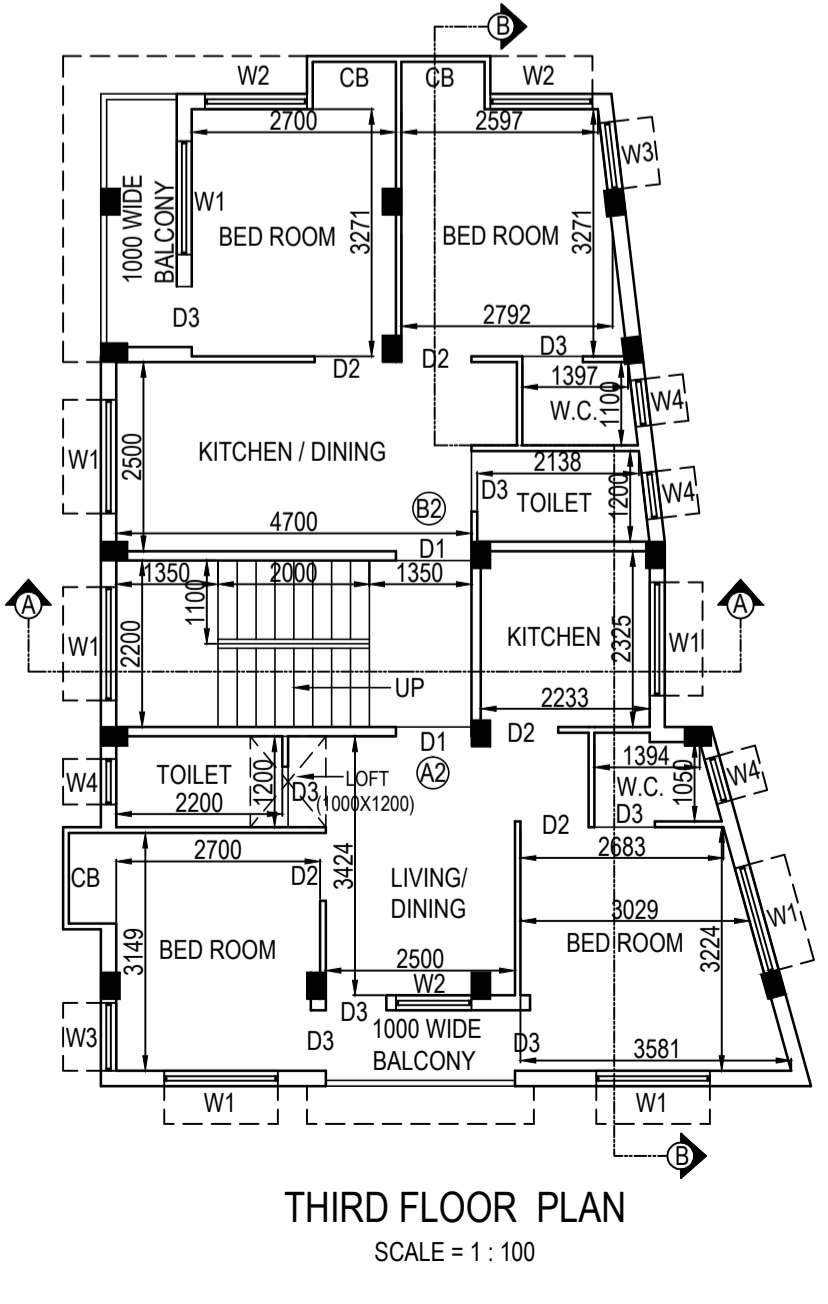 B
W2
CB
CB
W2
2700
2597
W3
1000 WIDE
BALCONY
W1
BED ROOM
3271
BED ROOM
3271
D3
2792
D2
D2
D3
1397
W.C.
1100
W4
W1
2500
KITCHEN / DINING
2138
D3
TOILET
1200
W4
4700
B2
D1
1350
2000
1350
1100
A
A
W1
2200
KITCHEN
2325
W1
UP
2233
D1
A2
D2
W4
TOILET
1200
2200
D3
LOFT
(1000X1200)
1394
W.C.
1050
W4
D3
D2
2700
D2
3424
2683
CB
LIVING/
DINING
3029
W1
3149
BED ROOM
BED ROOM
3224
2500
W2
D3
W3
D3
1000 WIDE
BALCONY
D3
3581
W1
W1
B
THIRD FLOOR PLAN
SCALE = 1 : 100